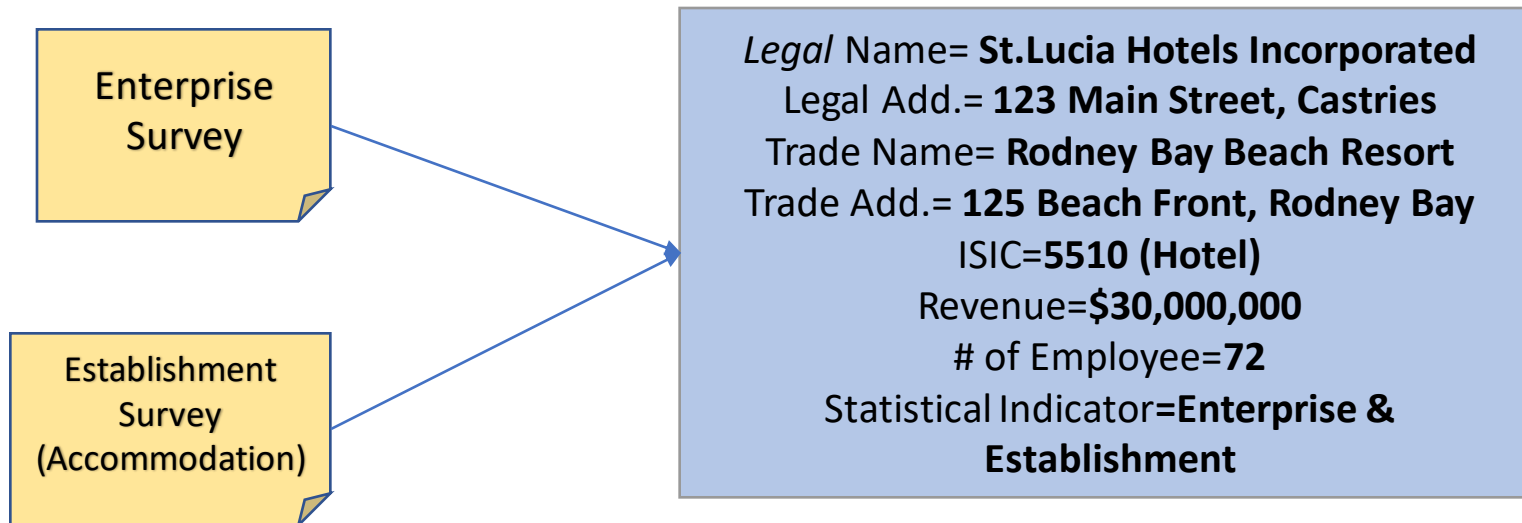 Enterprise
Survey
Establishment
Survey
(Accommodation)
Legal Name= St.Lucia Hotels Incorporated
Legal Add.= 123 Main Street, Castries
Trade Name= Rodney Bay Beach Resort
Trade Add.= 125 Beach Front, Rodney Bay
ISIC=5510 (Hotel)
Revenue=$30,000,000
# of Employee=72
Statistical Indicator=Enterprise &
Establishment